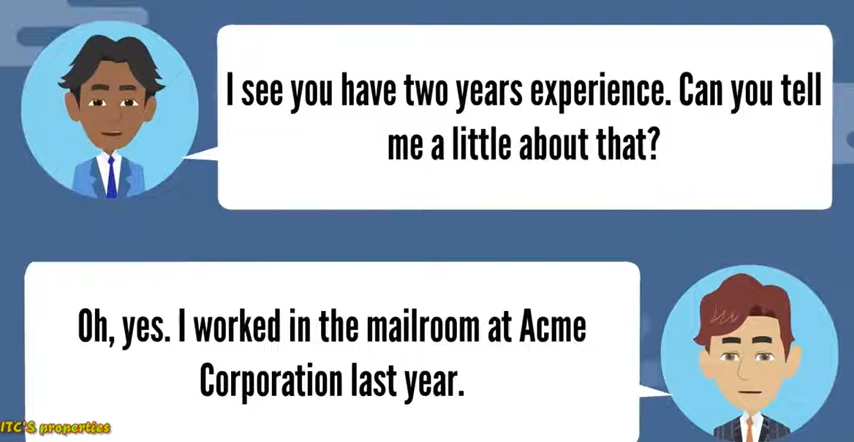 I see you have two years experience. Can you tell
me a little about that?
Oh, yes. I worked in the mailroom at Acme
Corporation last year.
ITC'S properties